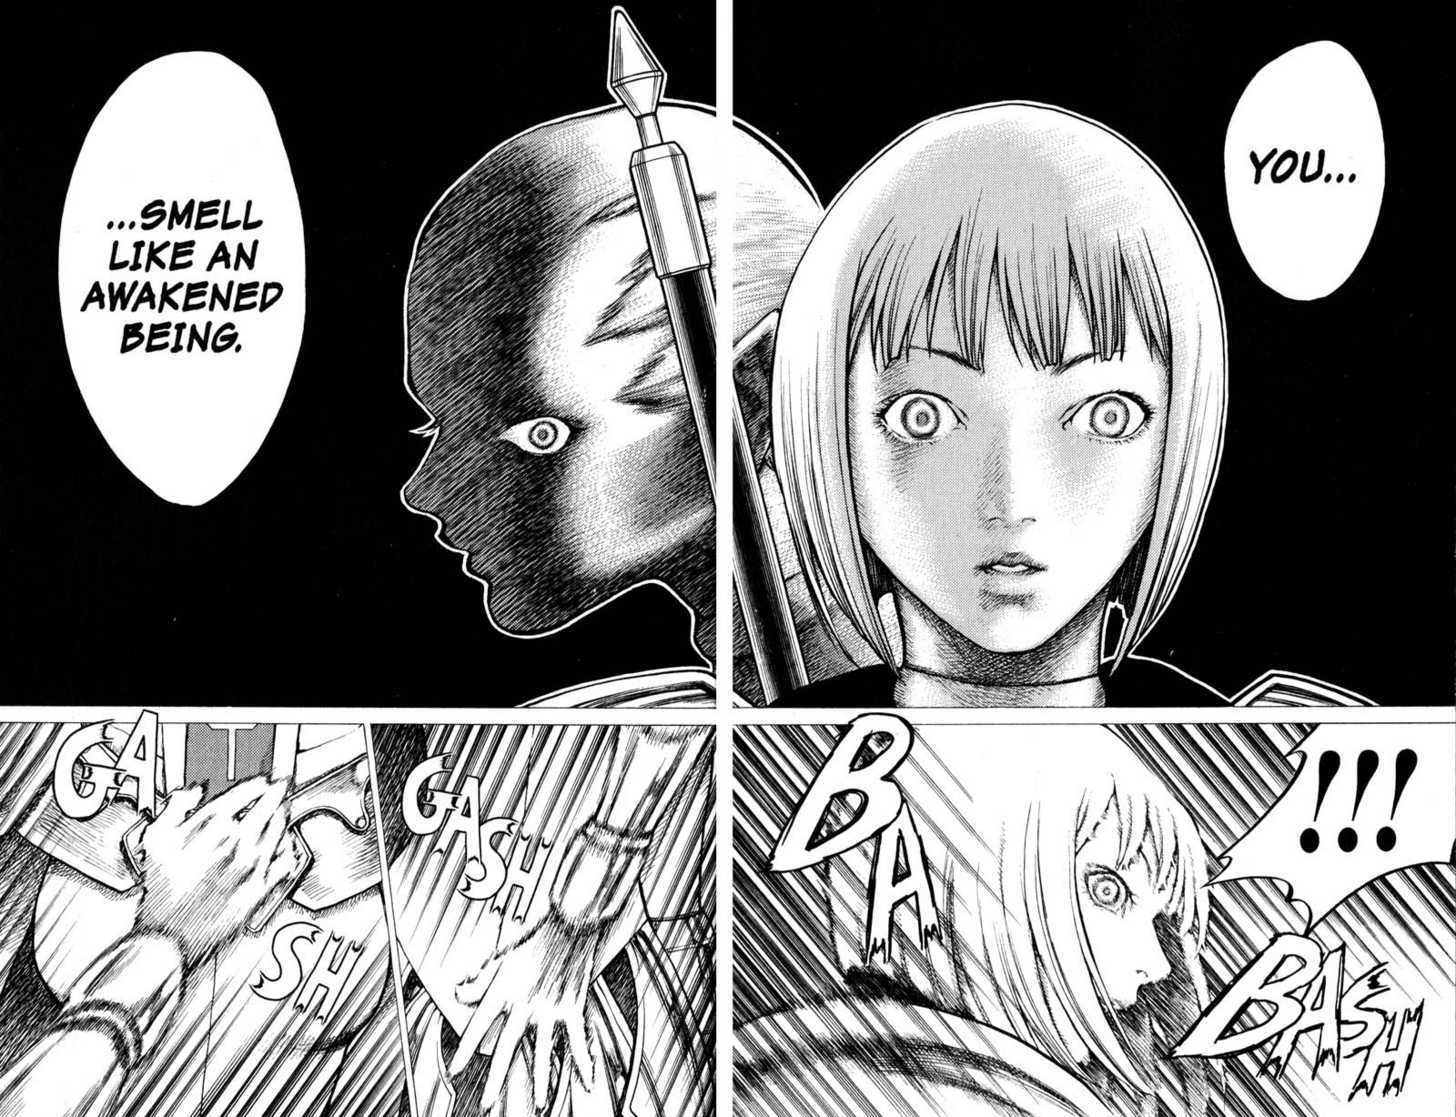 YOU...
...SMELL
LIKE AN
AWAKENED
BEING.
!!!
BA
BASH
GASH
GA
SH